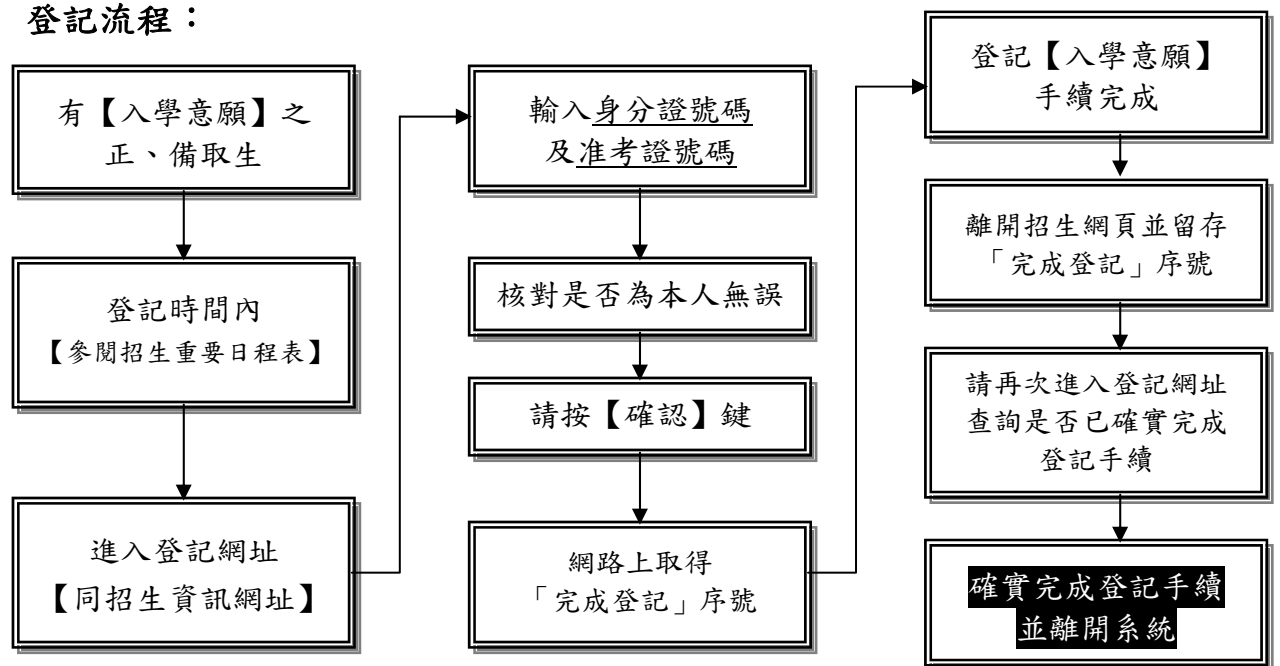 登記流程：
有【入學意願】之
正、備取生
登記時間內
【參閱招生重要日程表】
進入登記網址
【同招生資訊網址】
輸入身分證號碼
及准考證號碼
核對是否為本人無誤
請按【確認】鍵
網路上取得
「完成登記」序號
登記【入學意願】
手續完成
離開招生網頁並留存
「完成登記」序號
請再次進入登記網址
查詢是否已確實完成
登記手續
確實完成登記手續
並離開系統